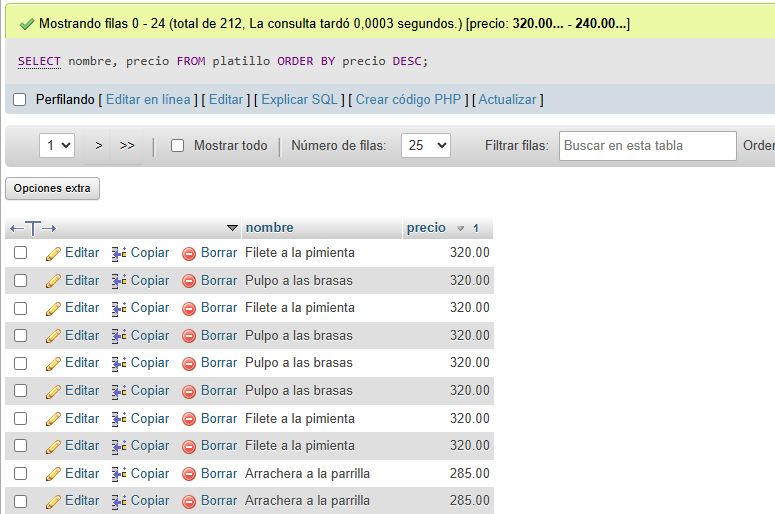 Mostrando filas 0 - 24 (total de 212, La consulta tardó 0,0003 segundos.) [precio: 320.00... - 240.00...]
SELECT nombre, precio FROM platillo ORDER BY precio DESC;
Perfilando [ Editar en línea ] [ Editar ] [ Explicar SQL ] [ Crear código PHP ] [ Actualizar ]
1 > >> | Mostrar todo | Número de filas: 25 Filtrar filas: Buscar en esta tabla Order
Opciones extra
←T→ nombre precio 1
Editar Copiar Borrar Filete a la pimienta 320.00
Editar Copiar Borrar Pulpo a las brasas 320.00
Editar Copiar Borrar Filete a la pimienta 320.00
Editar Copiar Borrar Pulpo a las brasas 320.00
Editar Copiar Borrar Pulpo a las brasas 320.00
Editar Copiar Borrar Pulpo a las brasas 320.00
Editar Copiar Borrar Filete a la pimienta 320.00
Editar Copiar Borrar Filete a la pimienta 320.00
Editar Copiar Borrar Arrachera a la parrilla 285.00
Editar Copiar Borrar Arrachera a la parrilla 285.00